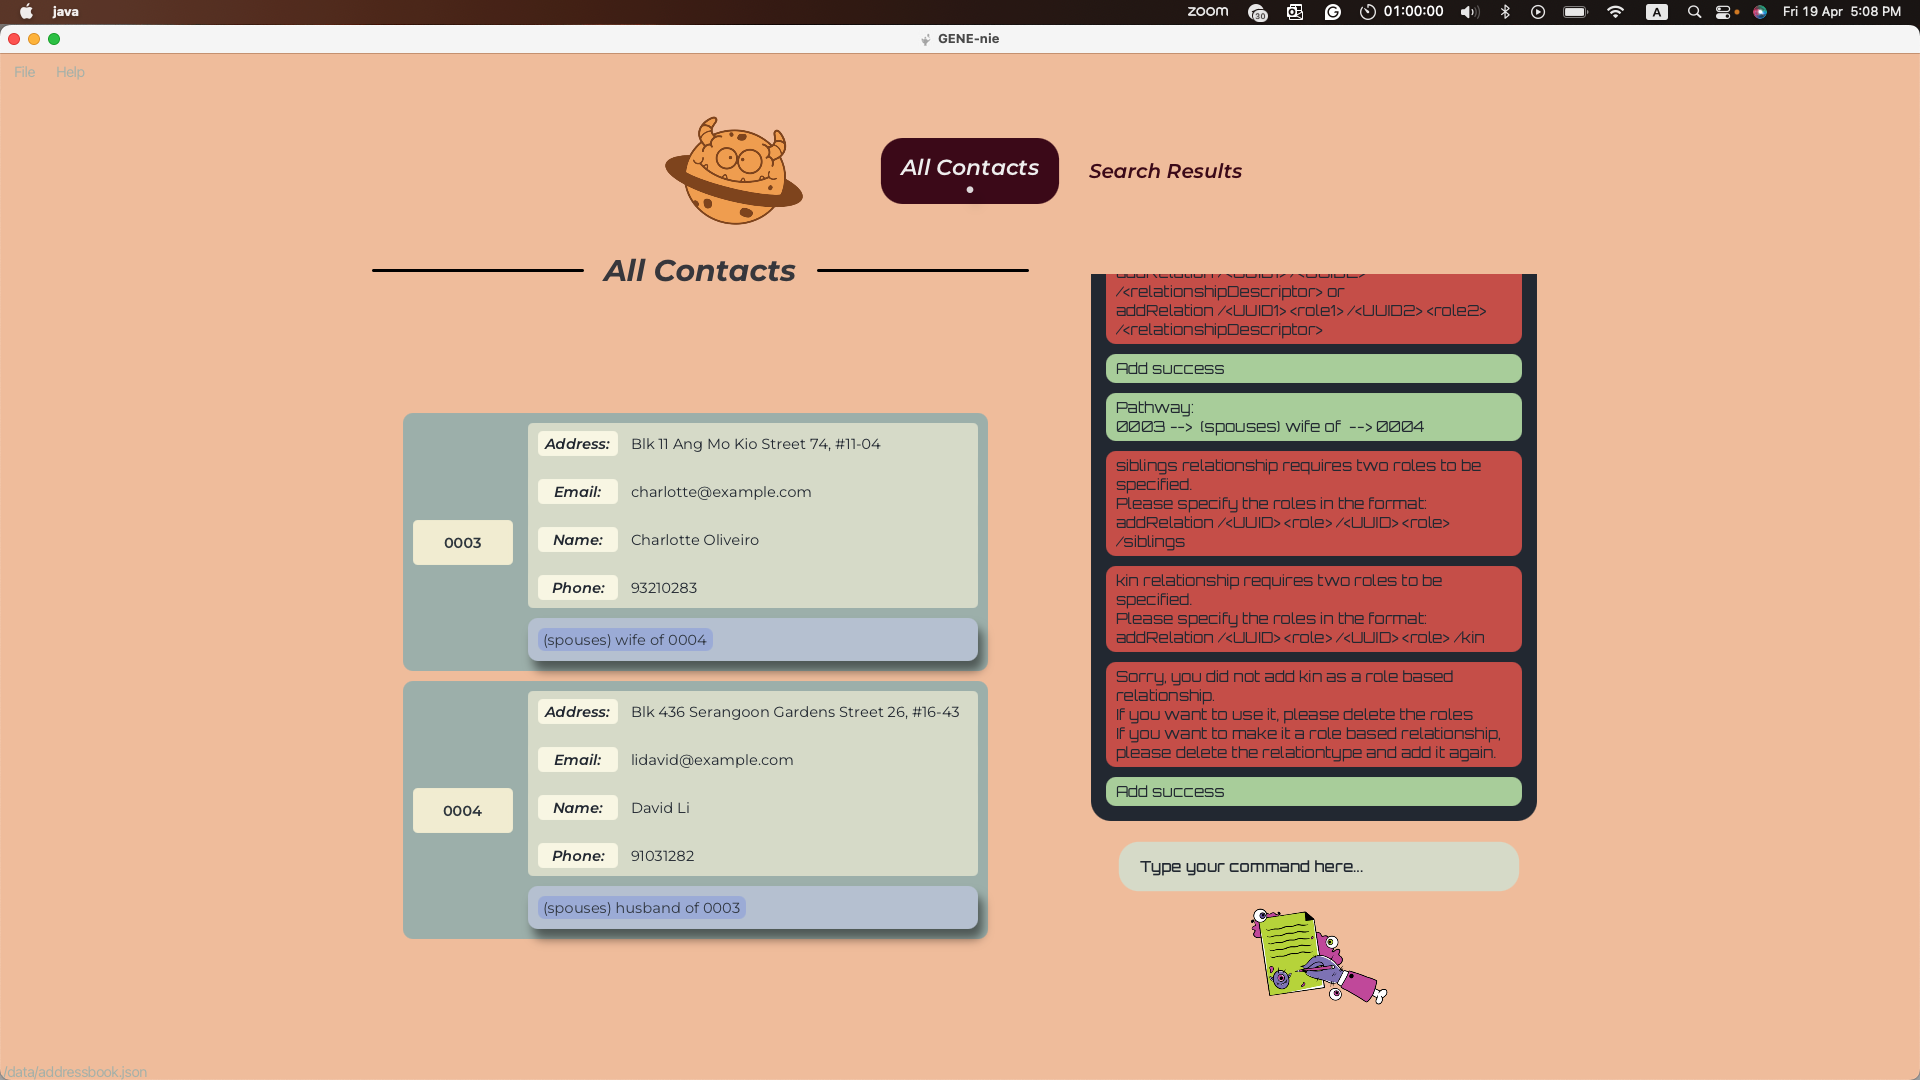 java
zoom
30
01:00:00
A
Fri 19 Apr 5:08 PM
GENE-nie
File Help
All Contacts
Search Results
All Contacts
0003
Address: Blk 11 Ang Mo Kio Street 74, #11-04
Email: charlotte@example.com
Name: Charlotte Oliveiro
Phone: 93210283
(spouses) wife of 0004
0004
Address: Blk 436 Serangoon Gardens Street 26, #16-43
Email: lidavid@example.com
Name: David Li
Phone: 91031282
(spouses) husband of 0003
addRelation /<UUID1> /<UUID2>
/<relationshipDescriptor> or
addRelation /<UUID1> <role1> /<UUID2> <role2>
/<relationshipDescriptor>
Add success
Pathway:
0003 --> (spouses) wife of --> 0004
siblings relationship requires two roles to be
specified.
Please specify the roles in the format:
addRelation /<UUID> <role> /<UUID> <role>
/siblings
kin relationship requires two roles to be
specified.
Please specify the roles in the format:
addRelation /<UUID> <role> /<UUID> <role> /kin
Sorry, you did not add kin as a role based
relationship.
If you want to use it, please delete the roles
If you want to make it a role based relationship,
please delete the relationtype and add it again.
Add success
Type your command here...
/data/addressbook.json